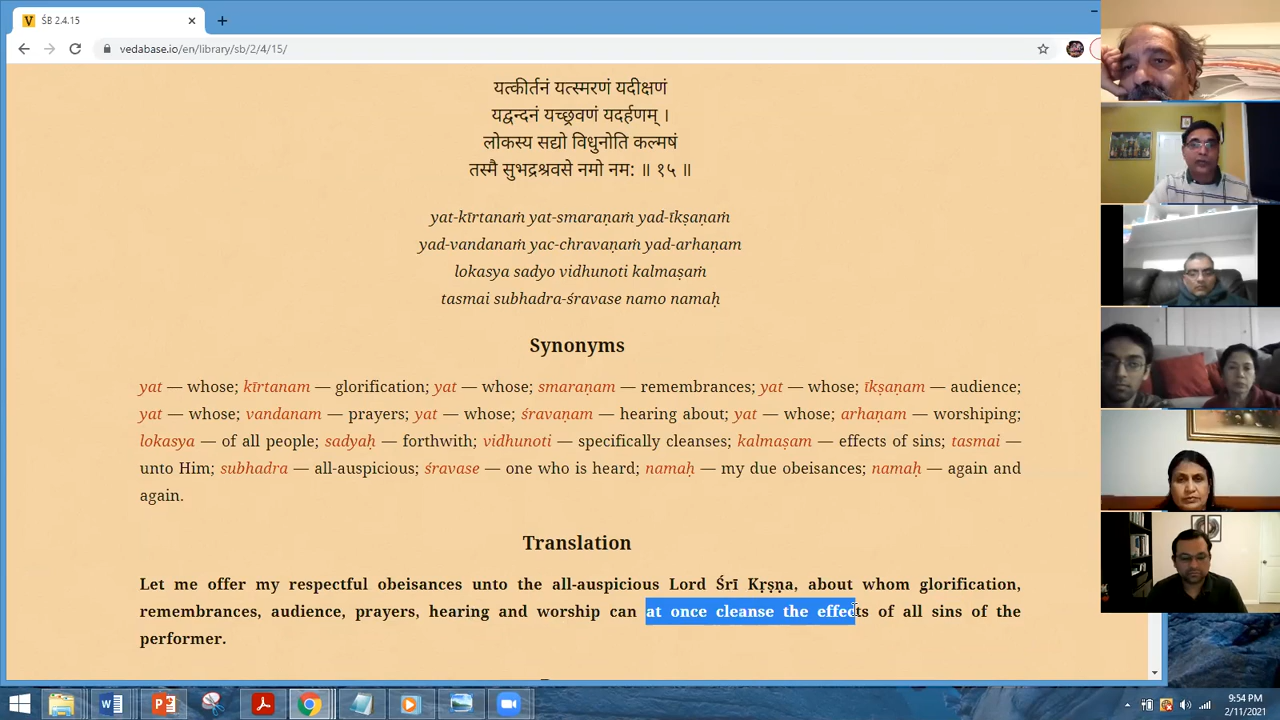 ŚB 2.4.15
vedabase.io/en/library/sb/2/4/15/
यत्कीर्तनं यत्स्मरणं यदीक्षणं
यद्वन्दनं यच्छ्रवणं यदर्हणम् ।
लोकस्य सद्यो विधुनोति कल्मषं
तस्मै सुभद्रश्रवसे नमो नम: ॥ १५ ॥
yat-kīrtanaṁ yat-smaraṇaṁ yad-īkṣaṇaṁ
yad-vandanaṁ yac-chravaṇaṁ yad-arhaṇam
lokasya sadyo vidhunoti kalmaṣaṁ
tasmai subhadra-śravase namo namaḥ
Synonyms
yat — whose; kīrtanam — glorification; yat — whose; smaraṇam — remembrances; yat — whose; īkṣaṇam — audience;
yat — whose; vandanam — prayers; yat — whose; śravaṇam — hearing about; yat — whose; arhaṇam — worshiping;
lokasya — of all people; sadyaḥ — forthwith; vidhunoti — specifically cleanses; kalmaṣam — effects of sins; tasmai —
unto Him; subhadra — all-auspicious; śravase — one who is heard; namaḥ — my due obeisances; namaḥ — again and
again.
Translation
Let me offer my respectful obeisances unto the all-auspicious Lord Śrī Kṛṣṇa, about whom glorification,
remembrances, audience, prayers, hearing and worship can at once cleanse the effects of all sins of the
performer.
9:54 PM
2/11/2021